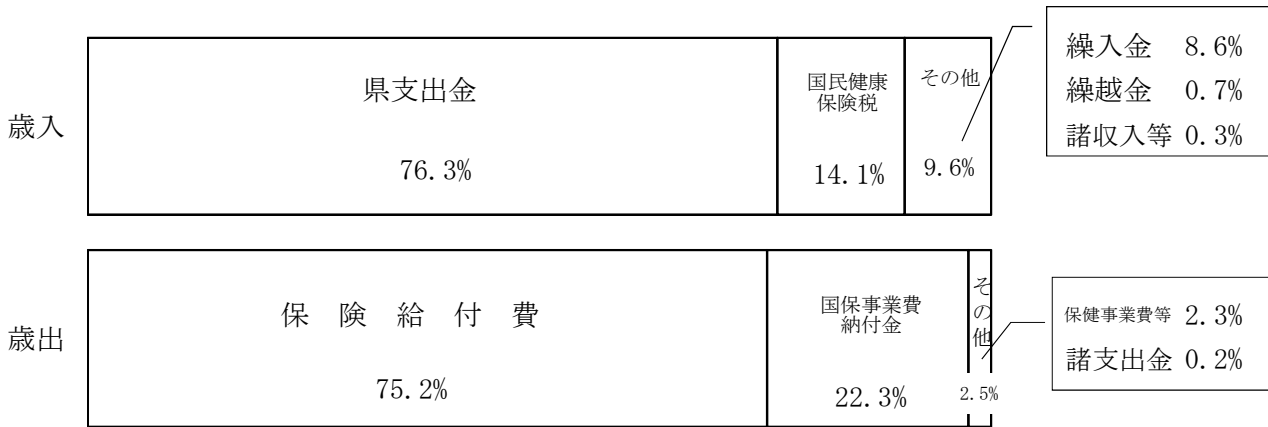 歳入
県支出金
76.3%
国民健康
保険税
14.1%
その他
9.6%
繰入金 8.6%
繰越金 0.7%
諸収入等 0.3%
歳出
保険給付費
75.2%
国保事業費
納付金
22.3%
その他
2.5%
保健事業費等 2.3%
諸支出金 0.2%